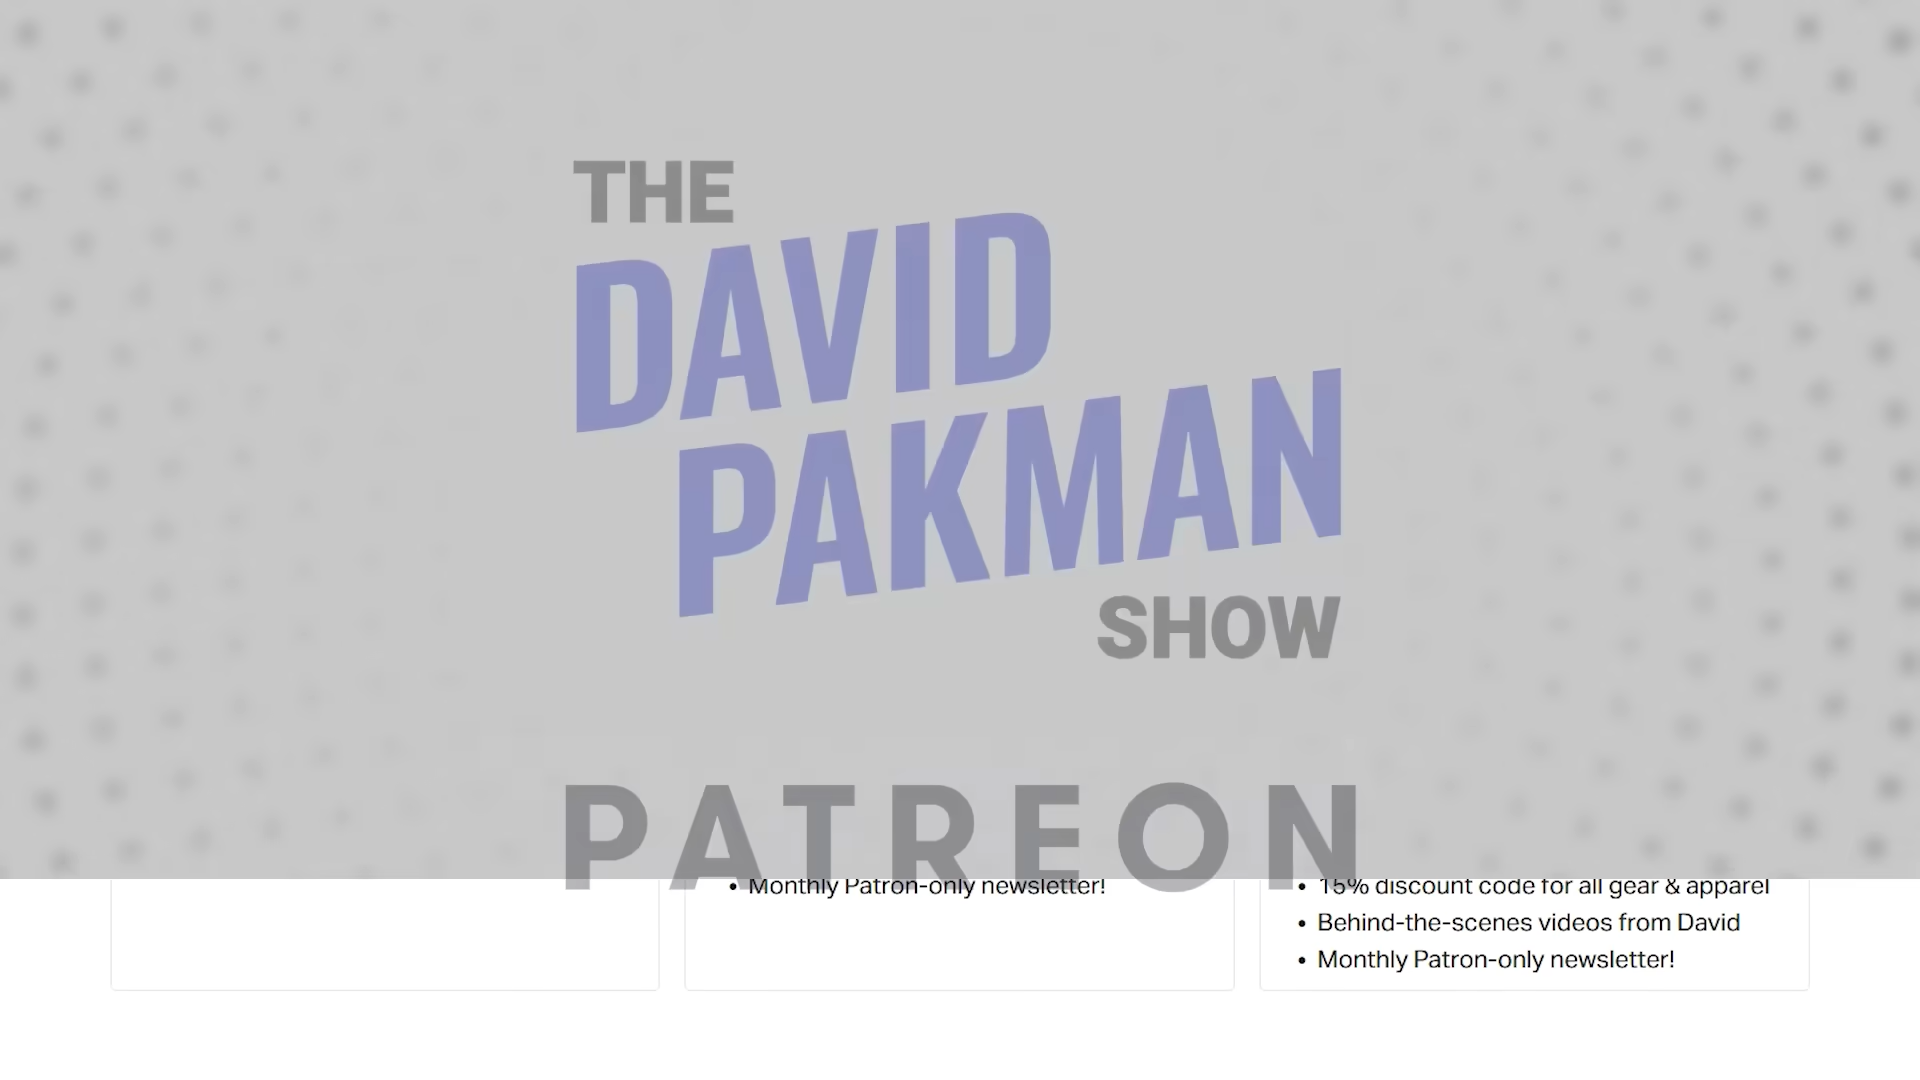 THE
DAVID
PAKMAN
SHOW
PATREON
• Monthly Patron-only newsletter!
• 15% discount code for all gear & apparel
• Behind-the-scenes videos from David
• Monthly Patron-only newsletter!